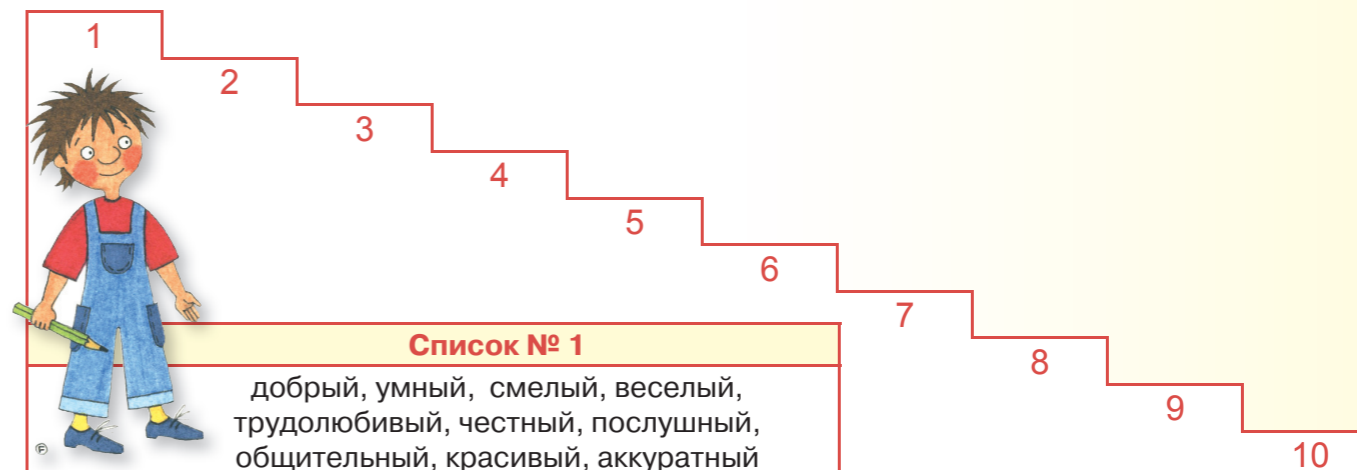 1
2
3
4
5
6
7
8
9
10
Список № 1
добрый, умный, смелый, веселый,
трудолюбивый, честный, послушный,
общительный, красивый, аккуратный